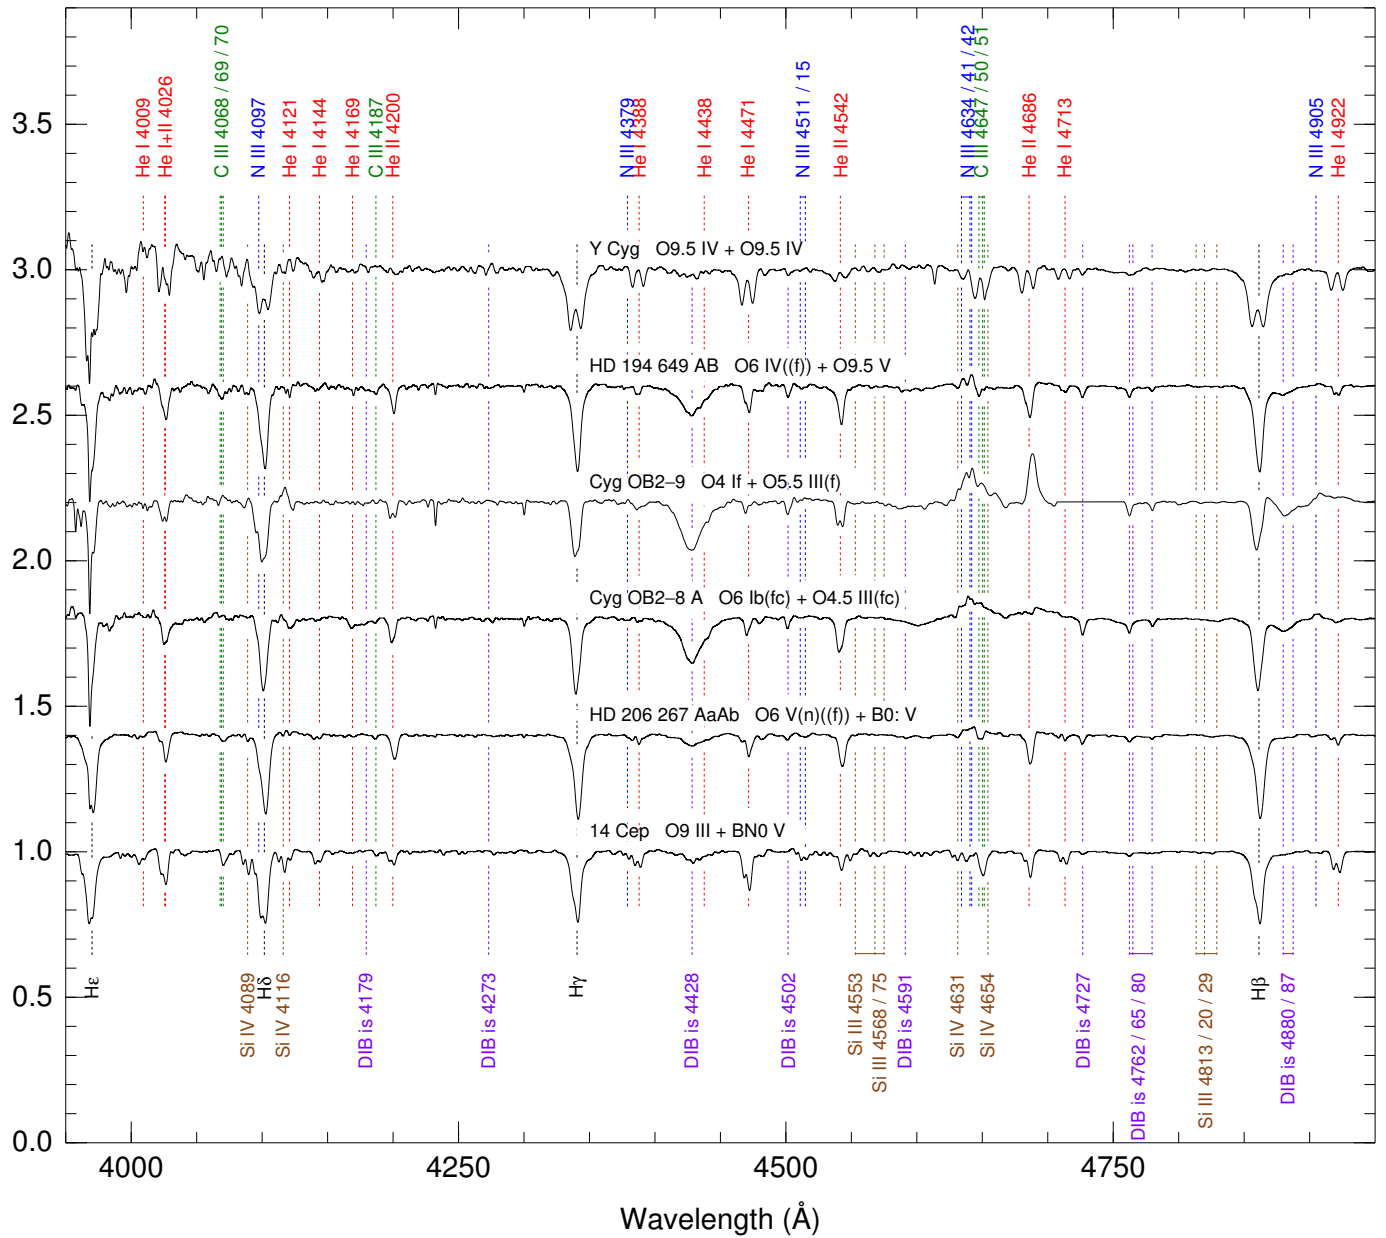 He I 4009
He I+II 4026
C III 4068 / 69 / 70
N III 4097
He I 4121
He I 4144
He I 4169
C III 4187
He II 4200
N III 4379
He I 4388
He I 4438
He I 4471
N III 4511 / 15
He II 4542
N III 4634 / 41 / 42
C III 4647 / 50 / 51
He II 4686
He I 4713
N III 4905
He I 4922
3.5
3.0
2.5
2.0
1.5
1.0
0.5
0.0
Y Cyg O9.5 IV + O9.5 IV
HD 194 649 AB O6 IV((f)) + O9.5 V
Cyg OB2−9 O4 If + O5.5 III(f)
Cyg OB2−8 A O6 Ib(fc) + O4.5 III(fc)
HD 206 267 AaAb O6 V(n)((f)) + B0: V
14 Cep O9 III + BN0 V
Hε
Si IV 4089
Hδ
Si IV 4116
DIB is 4179
DIB is 4273
Hγ
DIB is 4428
DIB is 4502
Si III 4553
Si III 4568 / 75
DIB is 4591
Si IV 4631
Si IV 4654
DIB is 4727
DIB is 4762 / 65 / 80
Si III 4813 / 20 / 29
Hβ
DIB is 4880 / 87
4000
4250
4500
4750
Wavelength (Å)